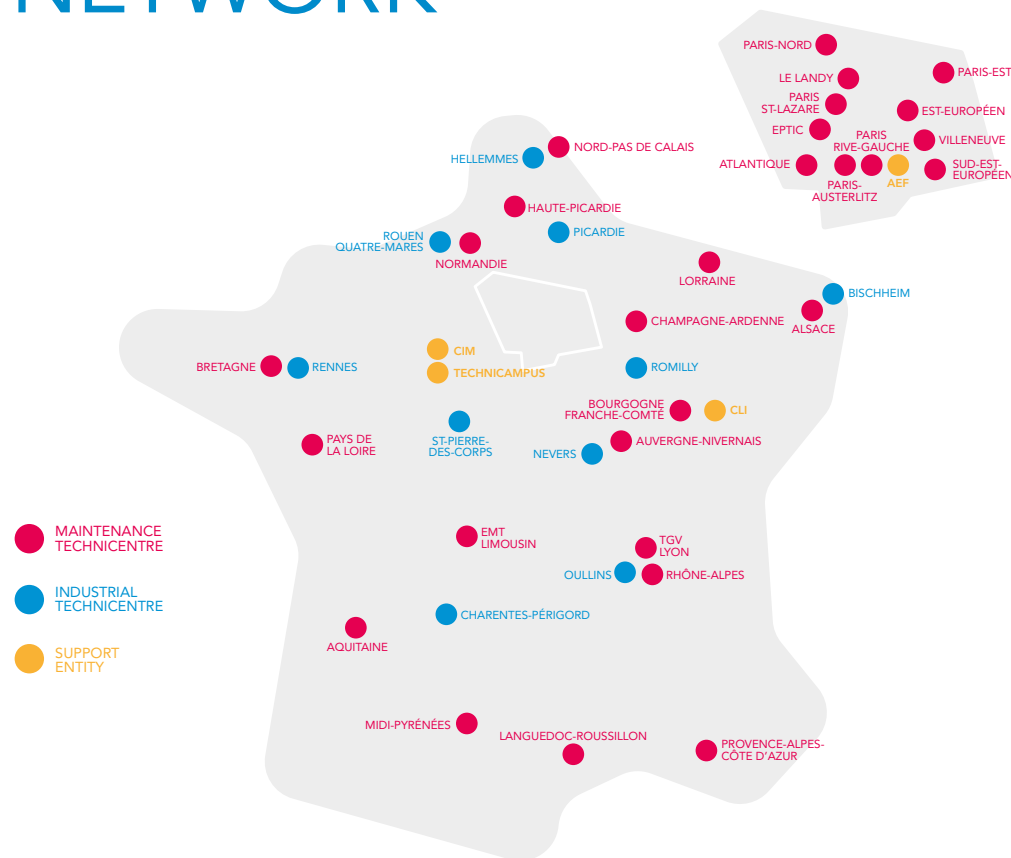 NETWORK
PARIS-NORD
PARIS-EST
LE LANDY
PARIS
ST-LAZARE
EST-EUROPÉEN
EPTIC
PARIS
RIVE-GAUCHE
VILLENEUVE
ATLANTIQUE
SUD-EST-
EUROPÉEN
AEF
PARIS-
AUSTERLITZ
NORD-PAS DE CALAIS
HELLEMMES
HAUTE-PICARDIE
PICARDIE
ROUEN
QUATRE-MARES
NORMANDIE
LORRAINE
BISCHHEIM
ALSACE
CHAMPAGNE-ARDENNE
CIM
TECHNICAMPUS
BRETAGNE
RENNES
ROMILLY
BOURGOGNE
FRANCHE-COMTÉ
CLI
ST-PIERRE-
DES-CORPS
PAYS DE
LA LOIRE
AUVERGNE-NIVERNAIS
NEVERS
MAINTENANCE
TECHNICENTRE
EMT
LIMOUSIN
TGV
LYON
OULLINS
RHÔNE-ALPES
INDUSTRIAL
TECHNICENTRE
CHARENTES-PÉRIGORD
AQUITAINE
SUPPORT
ENTITY
MIDI-PYRÉNÉES
LANGUEDOC-ROUSSILLON
PROVENCE-ALPES-
CÔTE D'AZUR